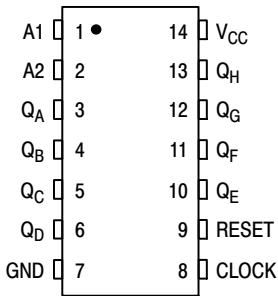 A1 1 14 VCC
A2 2 13 QH
QA 3 12 QG
QB 4 11 QF
QC 5 10 QE
QD 6 9 RESET
GND 7 8 CLOCK